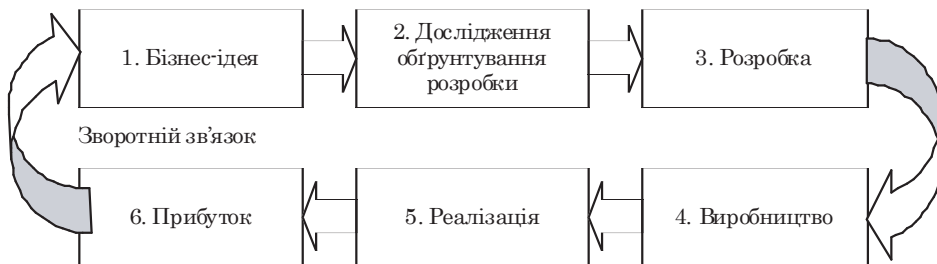 1. Бізнес-ідея
2. Дослідження
обґрунтування
розробки
3. Розробка
Зворотній зв'язок
6. Прибуток
5. Реалізація
4. Виробництво